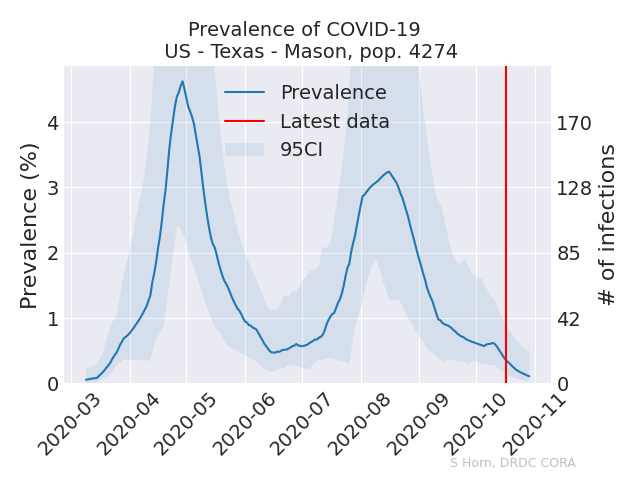 Prevalence of COVID-19
US - Texas - Mason, pop. 4274
Prevalence
Latest data
95CI
Prevalence (%)
4
3
2
1
0
170
128
85
42
0
# of infections
2020-03
2020-04
2020-05
2020-06
2020-07
2020-08
2020-09
2020-10
2020-11
S Horn, DRDC CORA